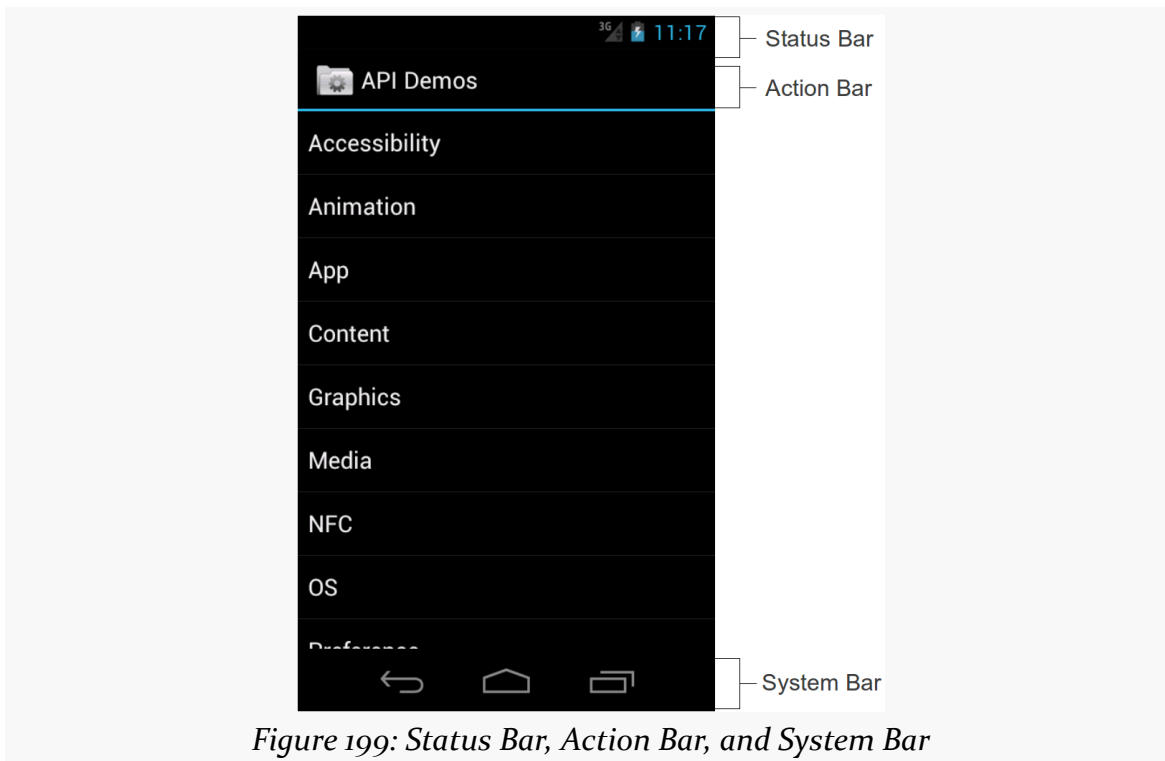 3G 11:17
Status Bar
API Demos
Action Bar
Accessibility
Animation
App
Content
Graphics
Media
NFC
OS
Preference
System Bar
Figure 199: Status Bar, Action Bar, and System Bar